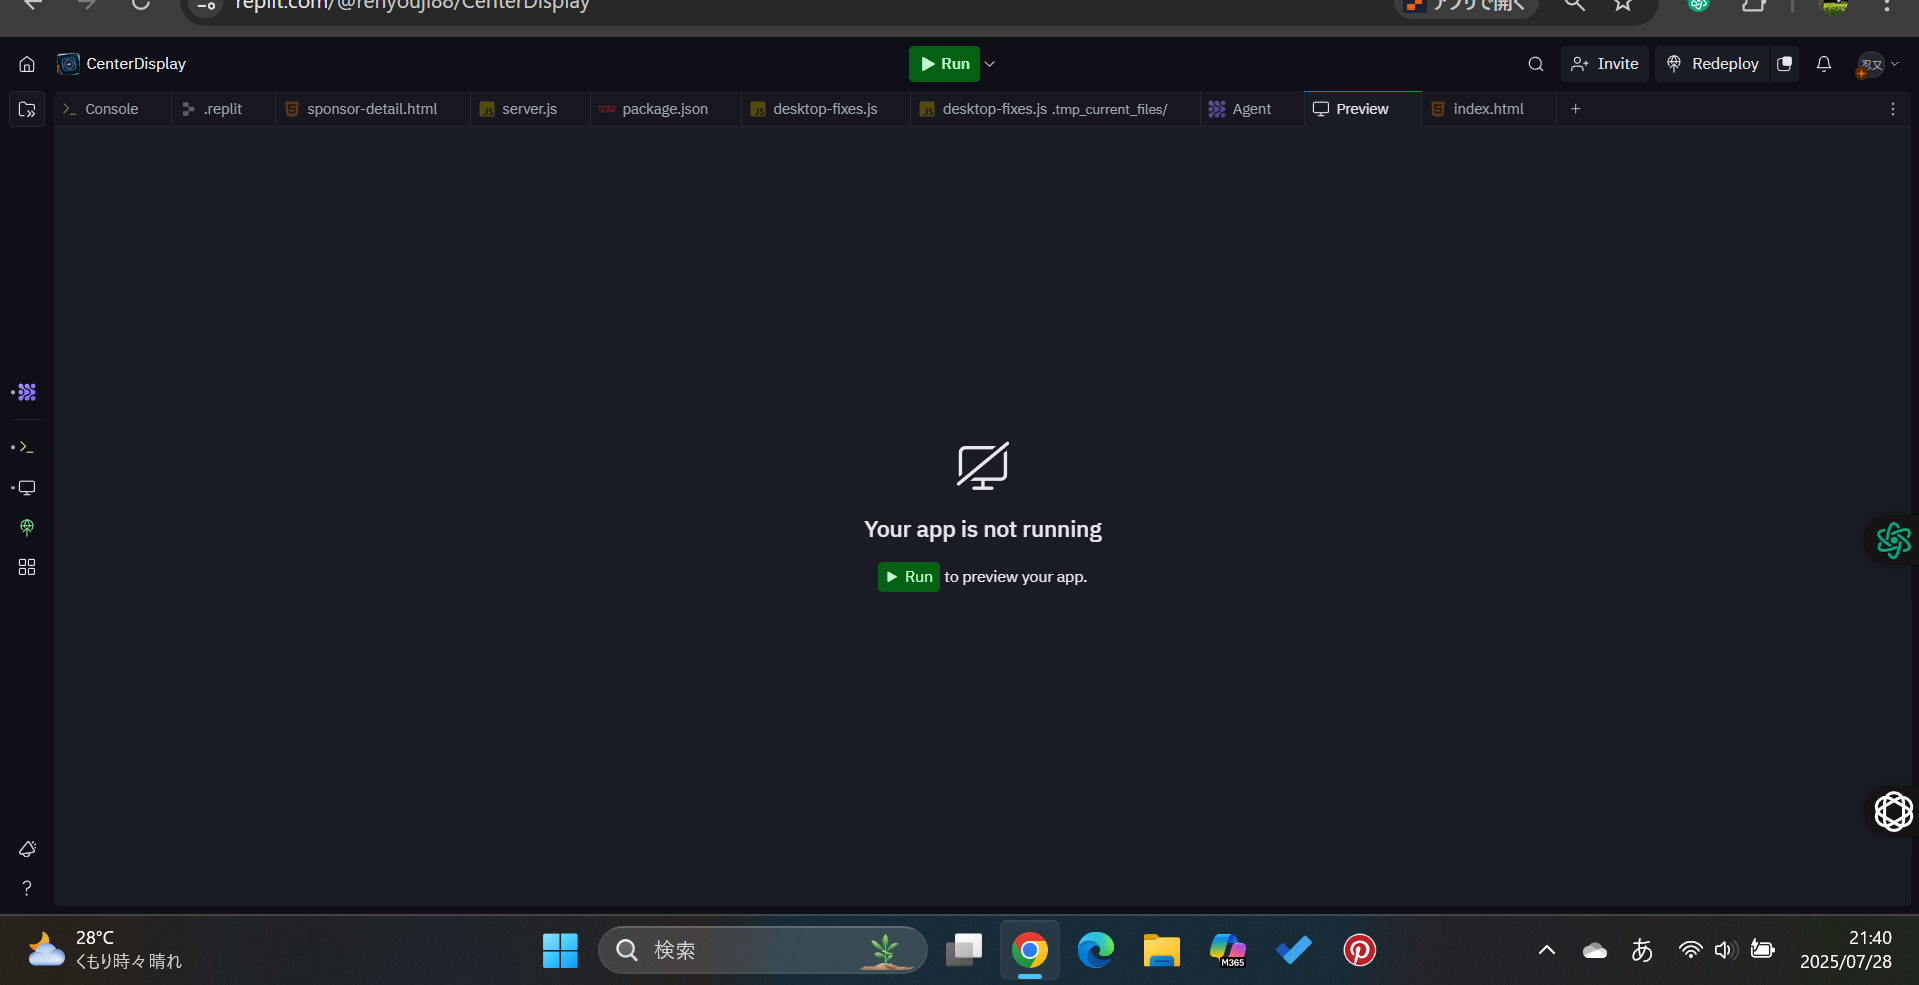 replit.com/@renyouji88/CenterDisplay
アプリで開く
CenterDisplay
Run
Invite
Redeploy
Console
.replit
sponsor-detail.html
server.js
package.json
desktop-fixes.js
desktop-fixes.js .tmp_current_files/
Agent
Preview
index.html
Your app is not running
Run to preview your app.
28°C
くもり時々晴れ
検索
M365
あ
21:40
2025/07/28